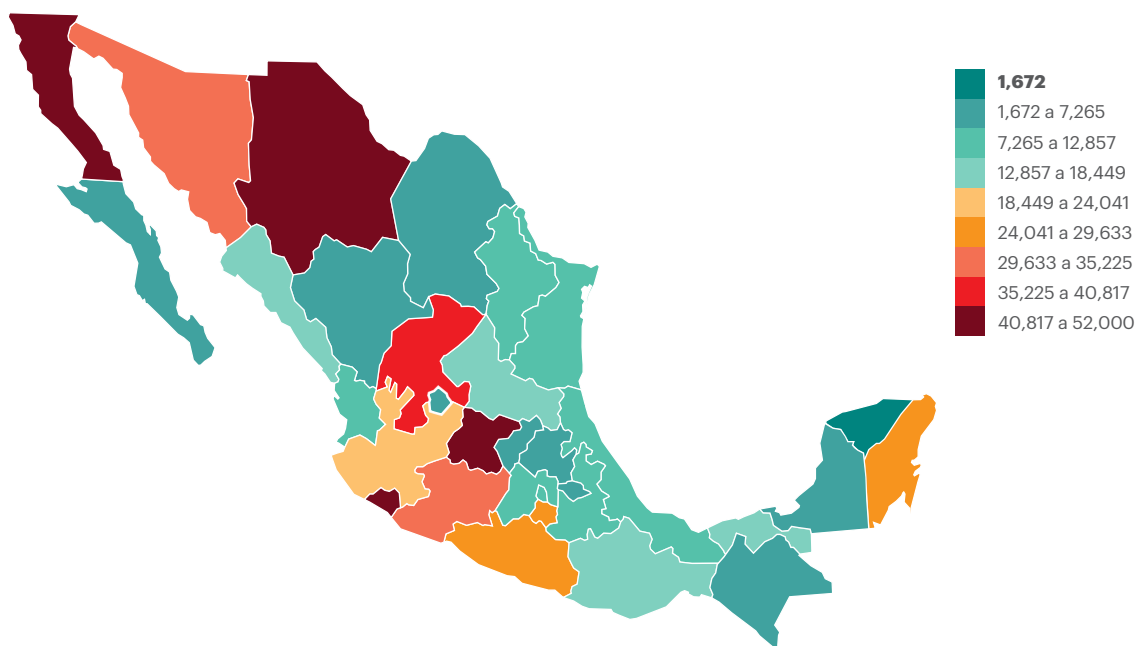 1,672
1,672 a 7,265
7,265 a 12,857
12,857 a 18,449
18,449 a 24,041
24,041 a 29,633
29,633 a 35,225
35,225 a 40,817
40,817 a 52,000